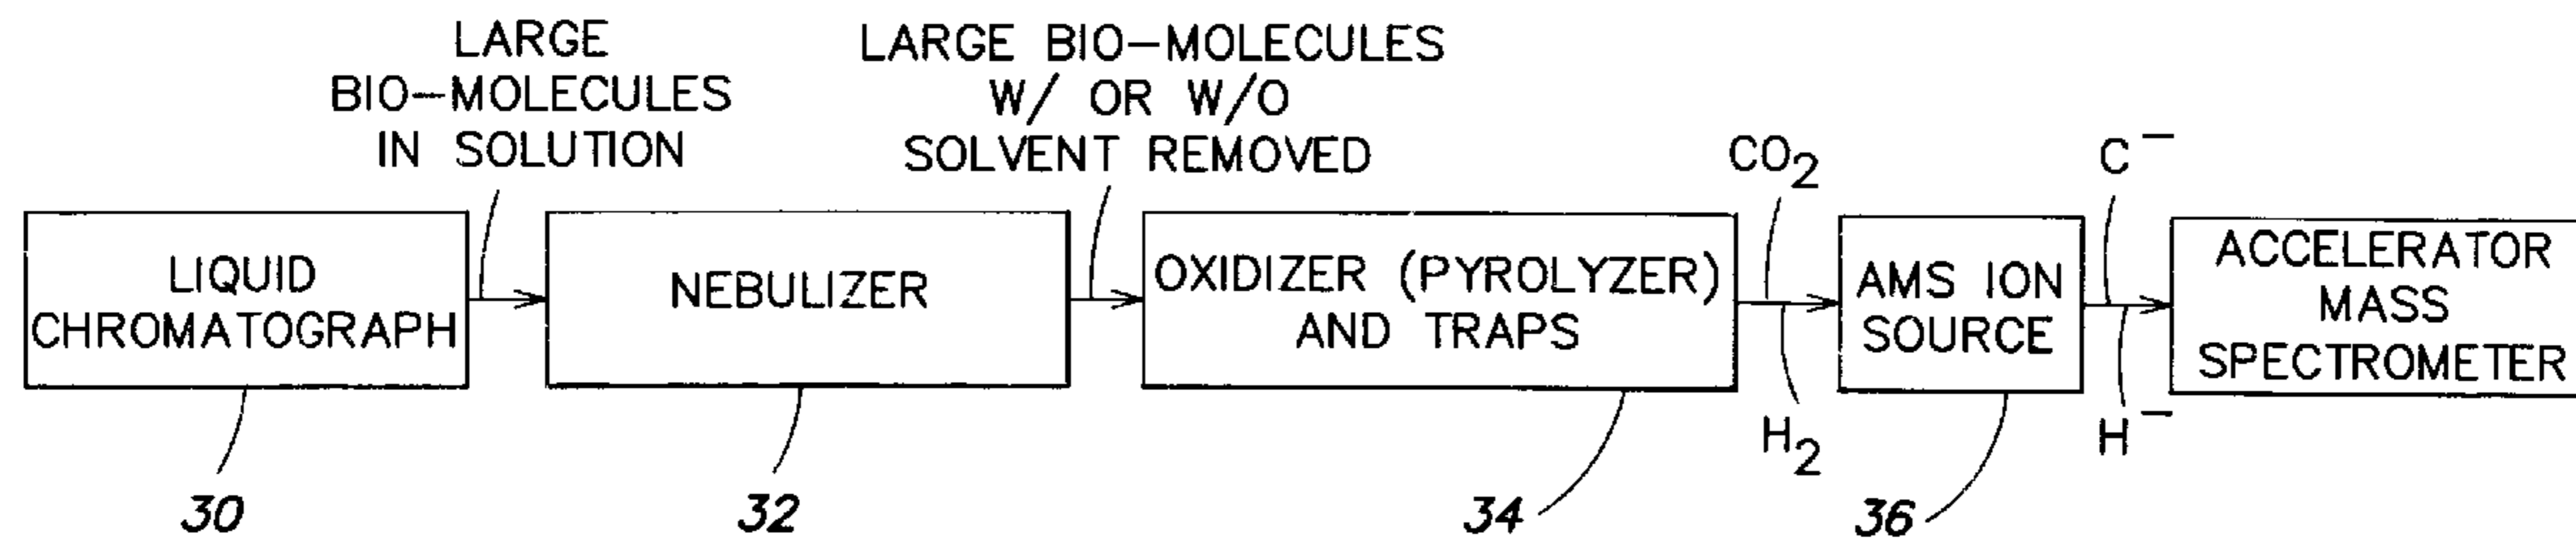 LARGE
BIO-MOLECULES
IN SOLUTION
LARGE BIO-MOLECULES
W/ OR W/O
SOLVENT REMOVED
CO2
C−
LIQUID
CHROMATOGRAPH
NEBULIZER
OXIDIZER (PYROLYZER)
AND TRAPS
AMS ION
SOURCE
ACCELERATOR
MASS
SPECTROMETER
H2
H−
30
32
34
36